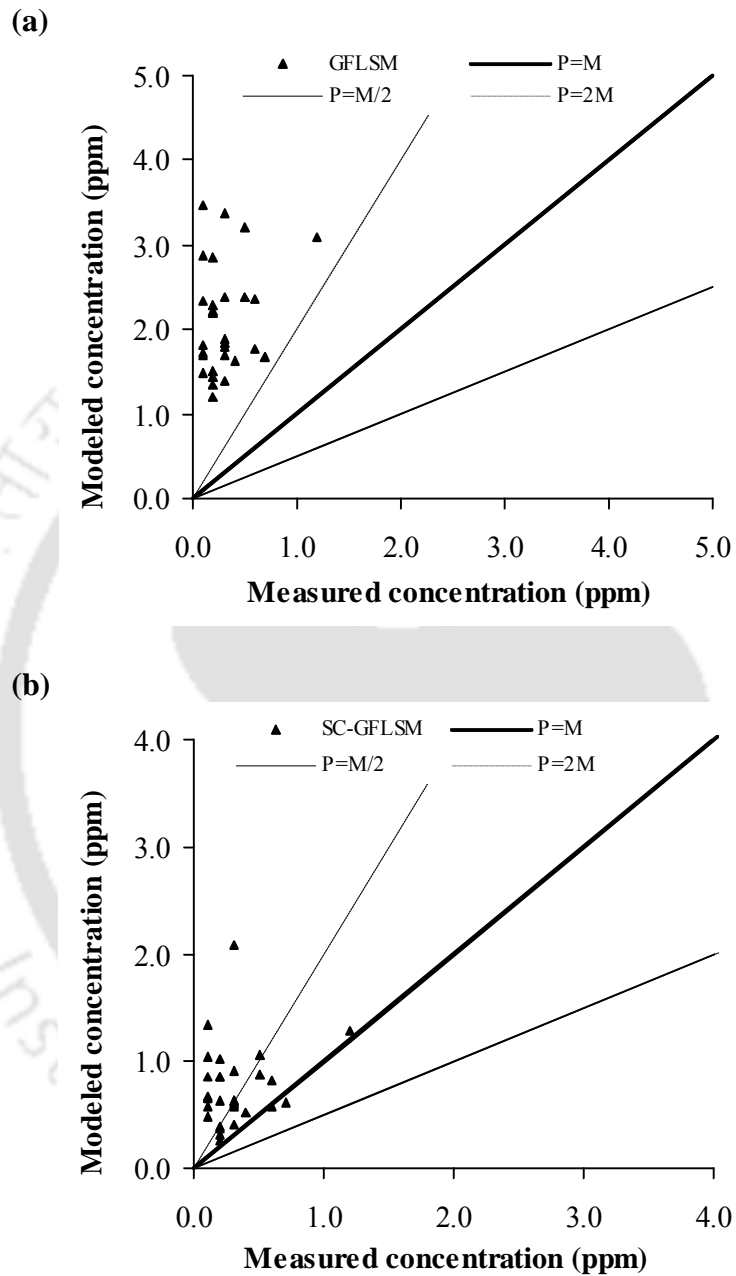 (a)
GFLSM P=M
P=M/2 P=2M
5.0
4.0
3.0
2.0
1.0
0.0
Modeled concentration (ppm)
0.0 1.0 2.0 3.0 4.0 5.0
Measured concentration (ppm)
(b)
SC-GFLSM P=M
P=M/2 P=2M
4.0
3.0
2.0
1.0
0.0
Modeled concentration (ppm)
0.0 1.0 2.0 3.0 4.0
Measured concentration (ppm)